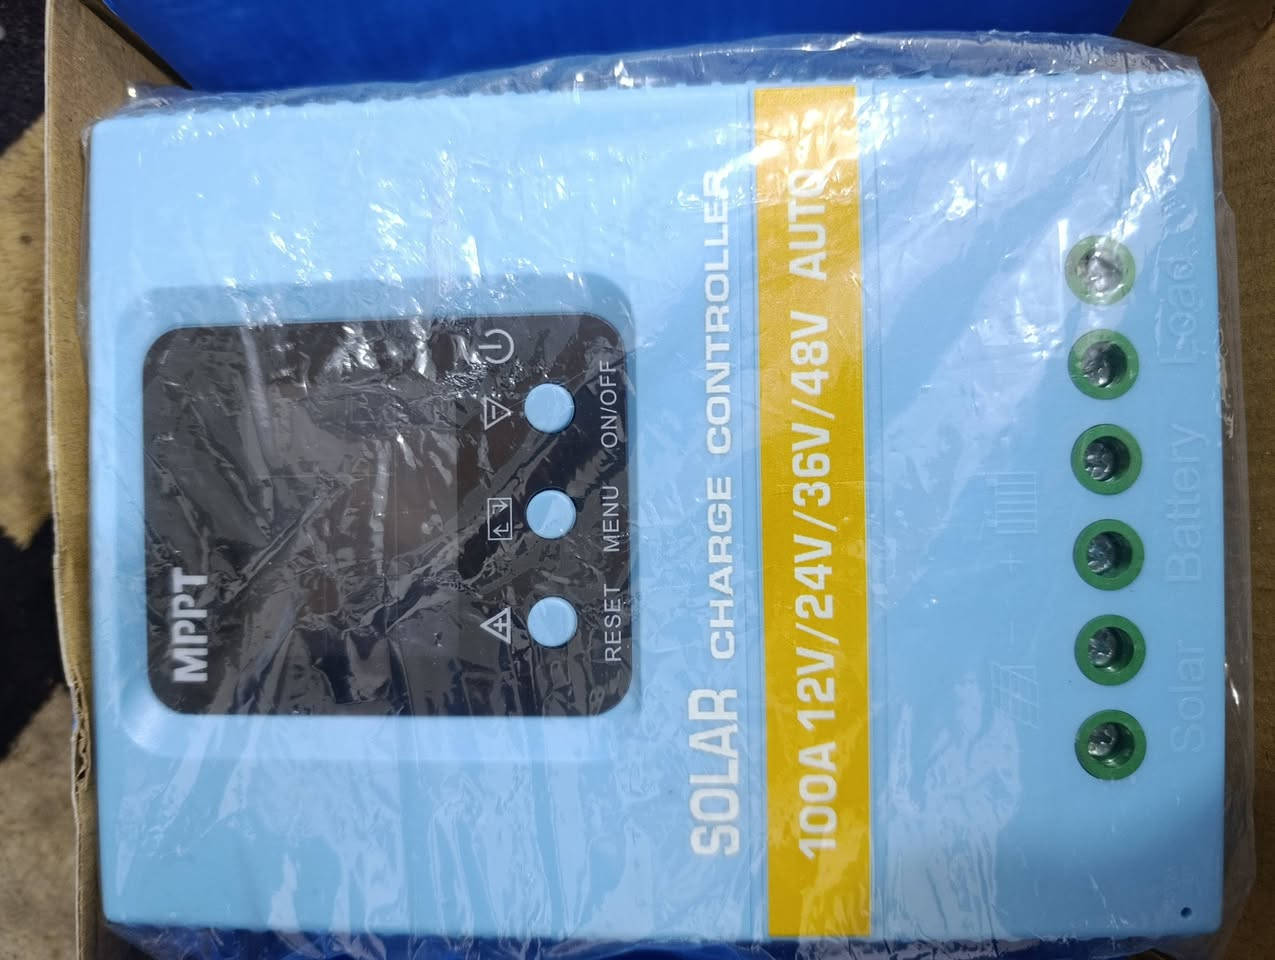 MPPT
RESET MENU ON/OFF
SOLAR CHARGE CONTROLLER
100A 12V/24V/36V/48V AUTO
Solar Battery Load